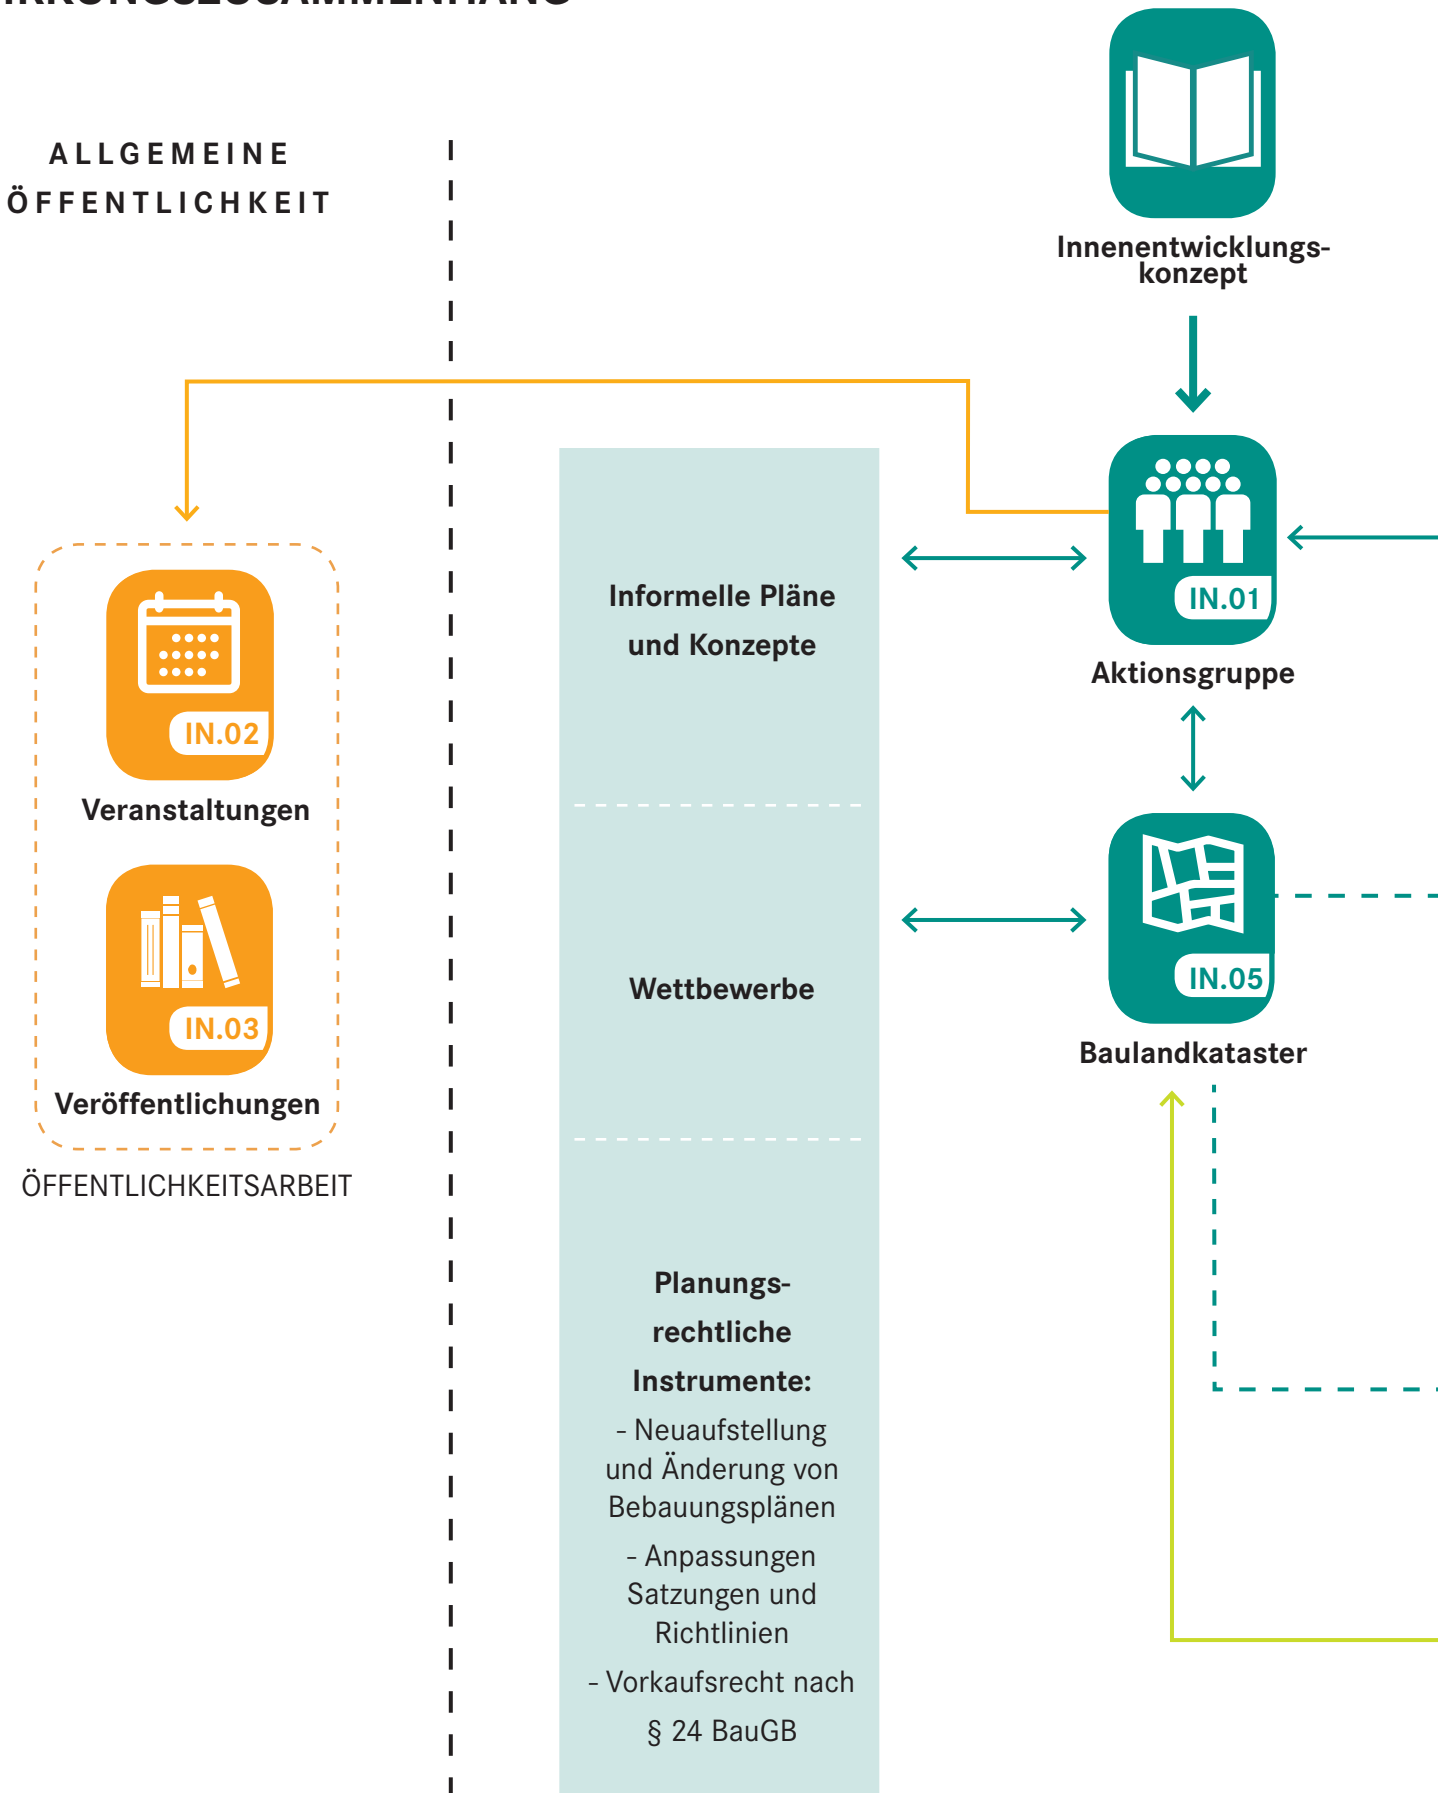 ALLGEMEINE
ÖFFENTLICHKEIT
Innenentwicklungs-
konzept
IN.01
Aktionsgruppe
IN.02
Veranstaltungen
IN.03
Veröffentlichungen
ÖFFENTLICHKEITSARBEIT
Informelle Pläne
und Konzepte
Wettbewerbe
Planungs-
rechtliche
Instrumente:
- Neuaufstellung
und Änderung von
Bebauungsplänen
- Anpassungen
Satzungen und
Richtlinien
- Vorkaufsrecht nach
§ 24 BauGB
IN.05
Baulandkataster